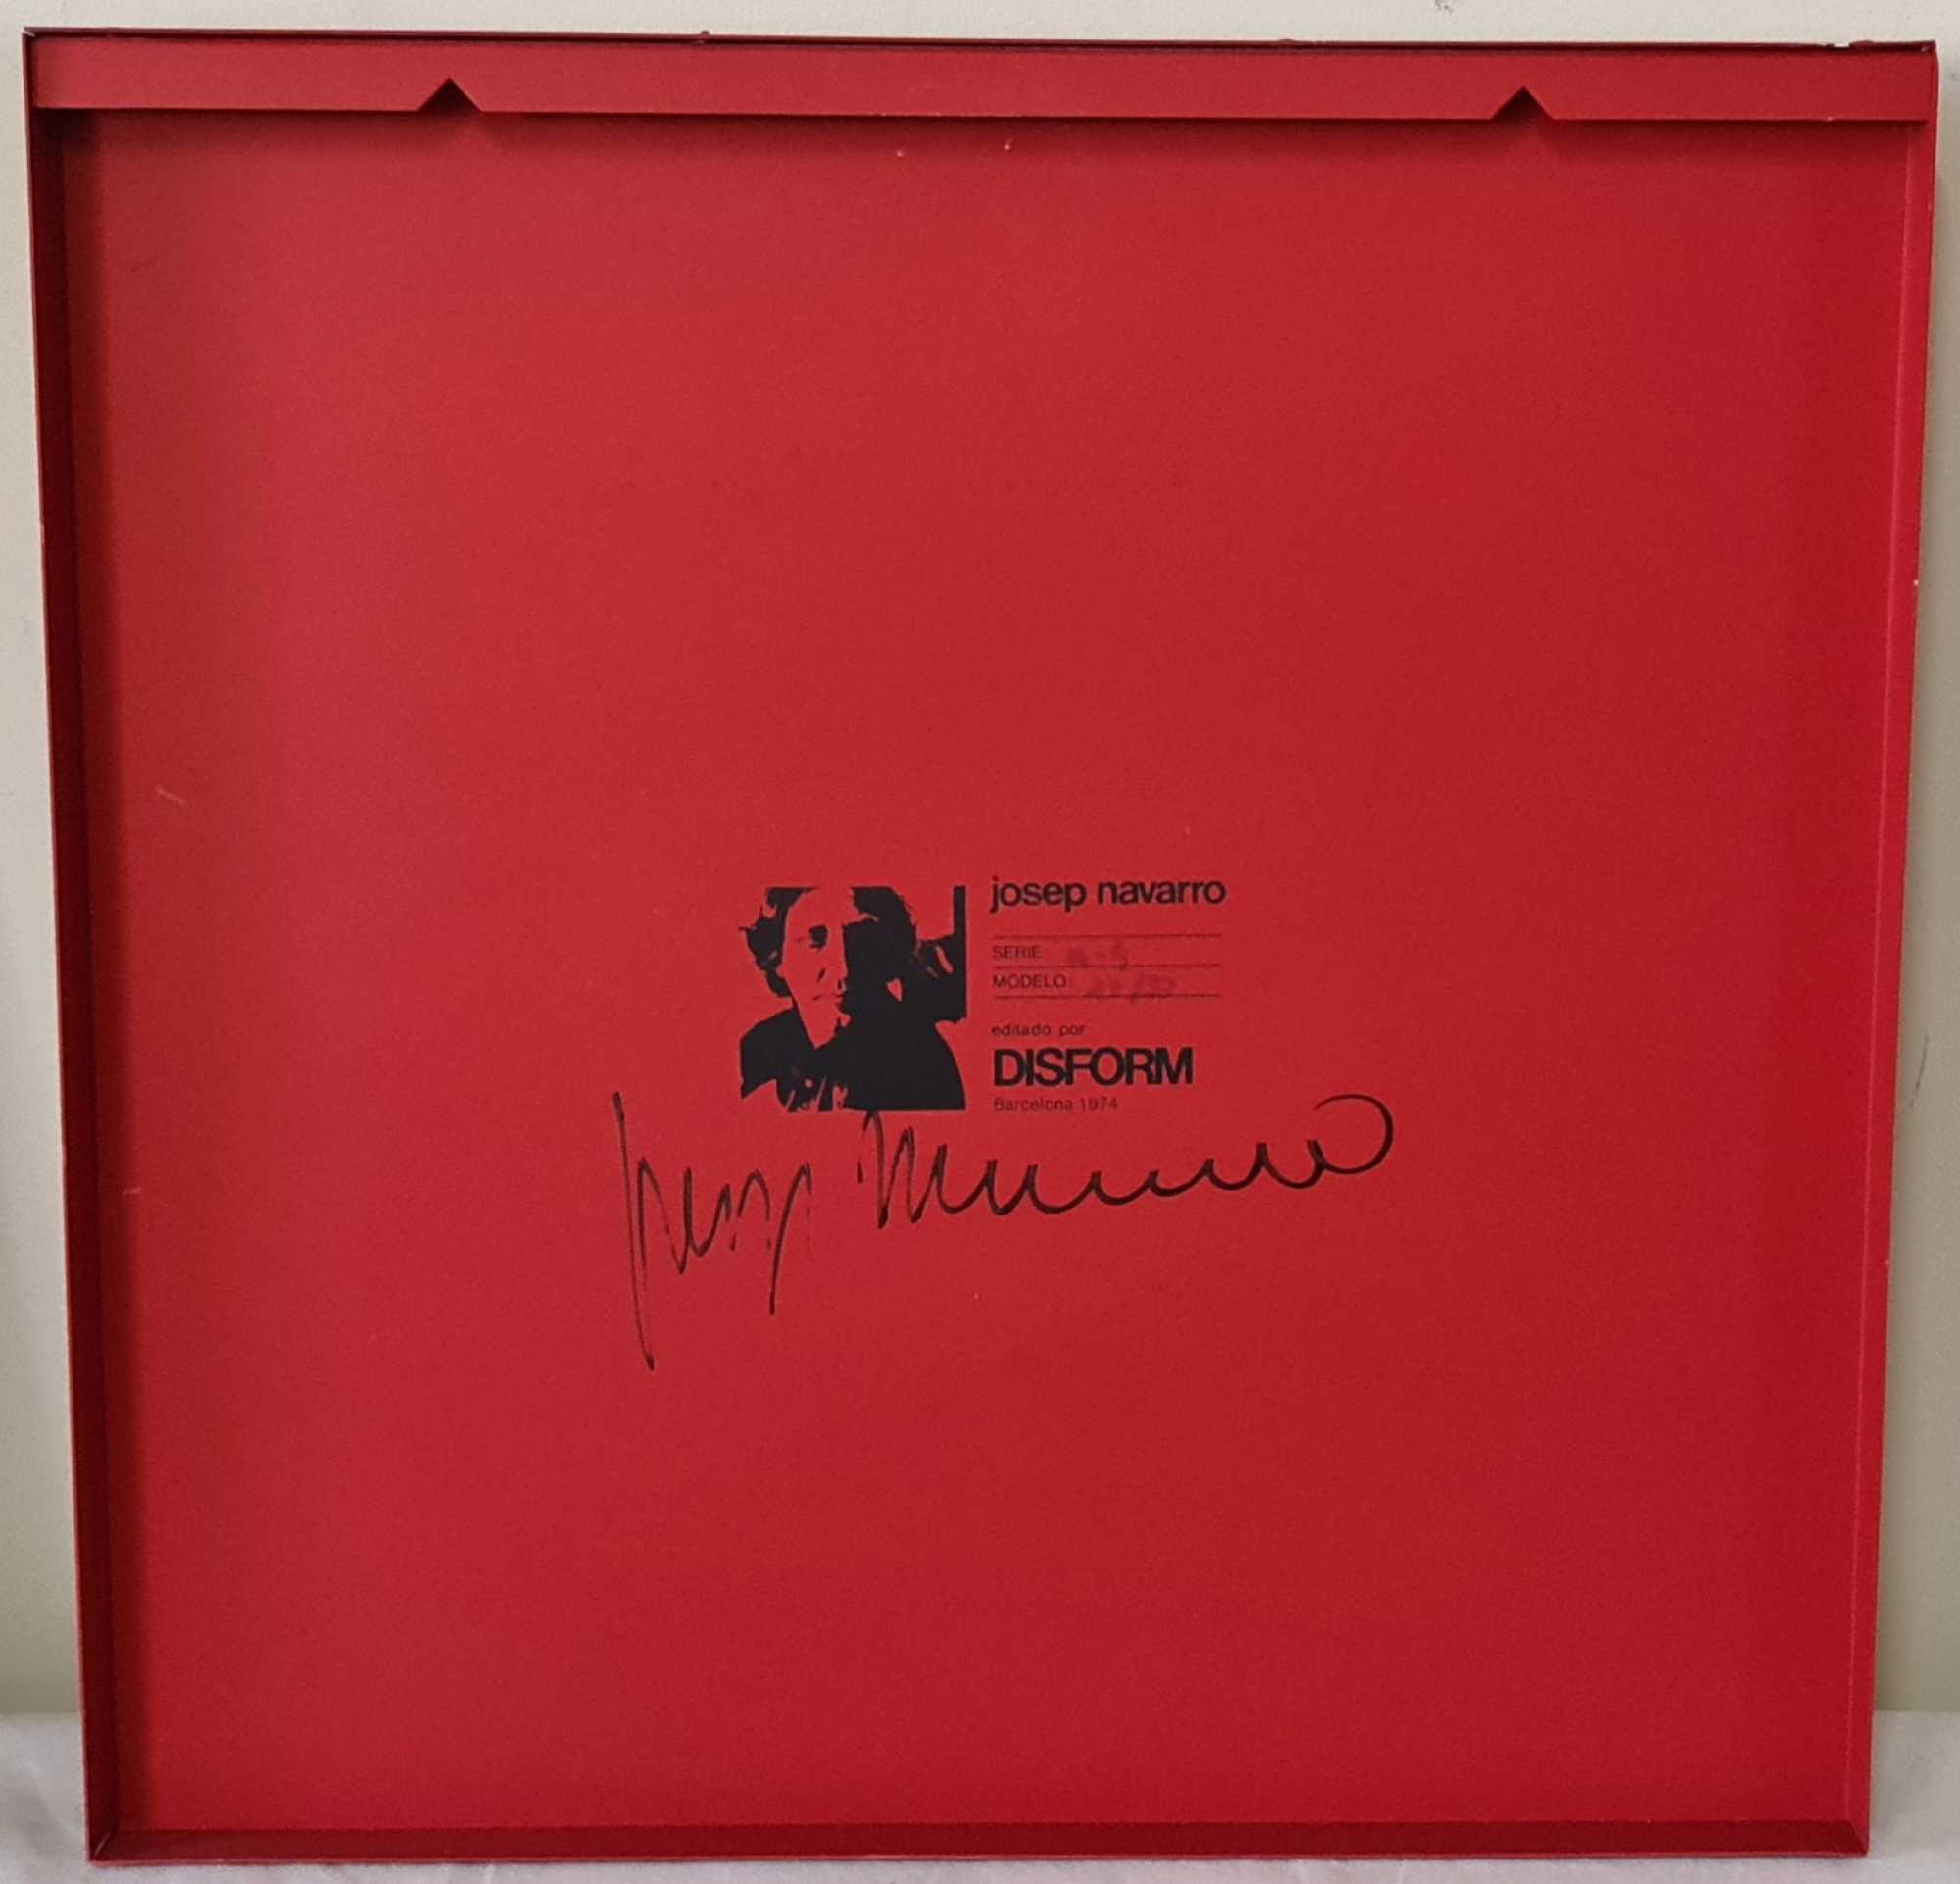 josep navarro
SERIE
MODELO
editado por
DISFORM
Barcelona 1974